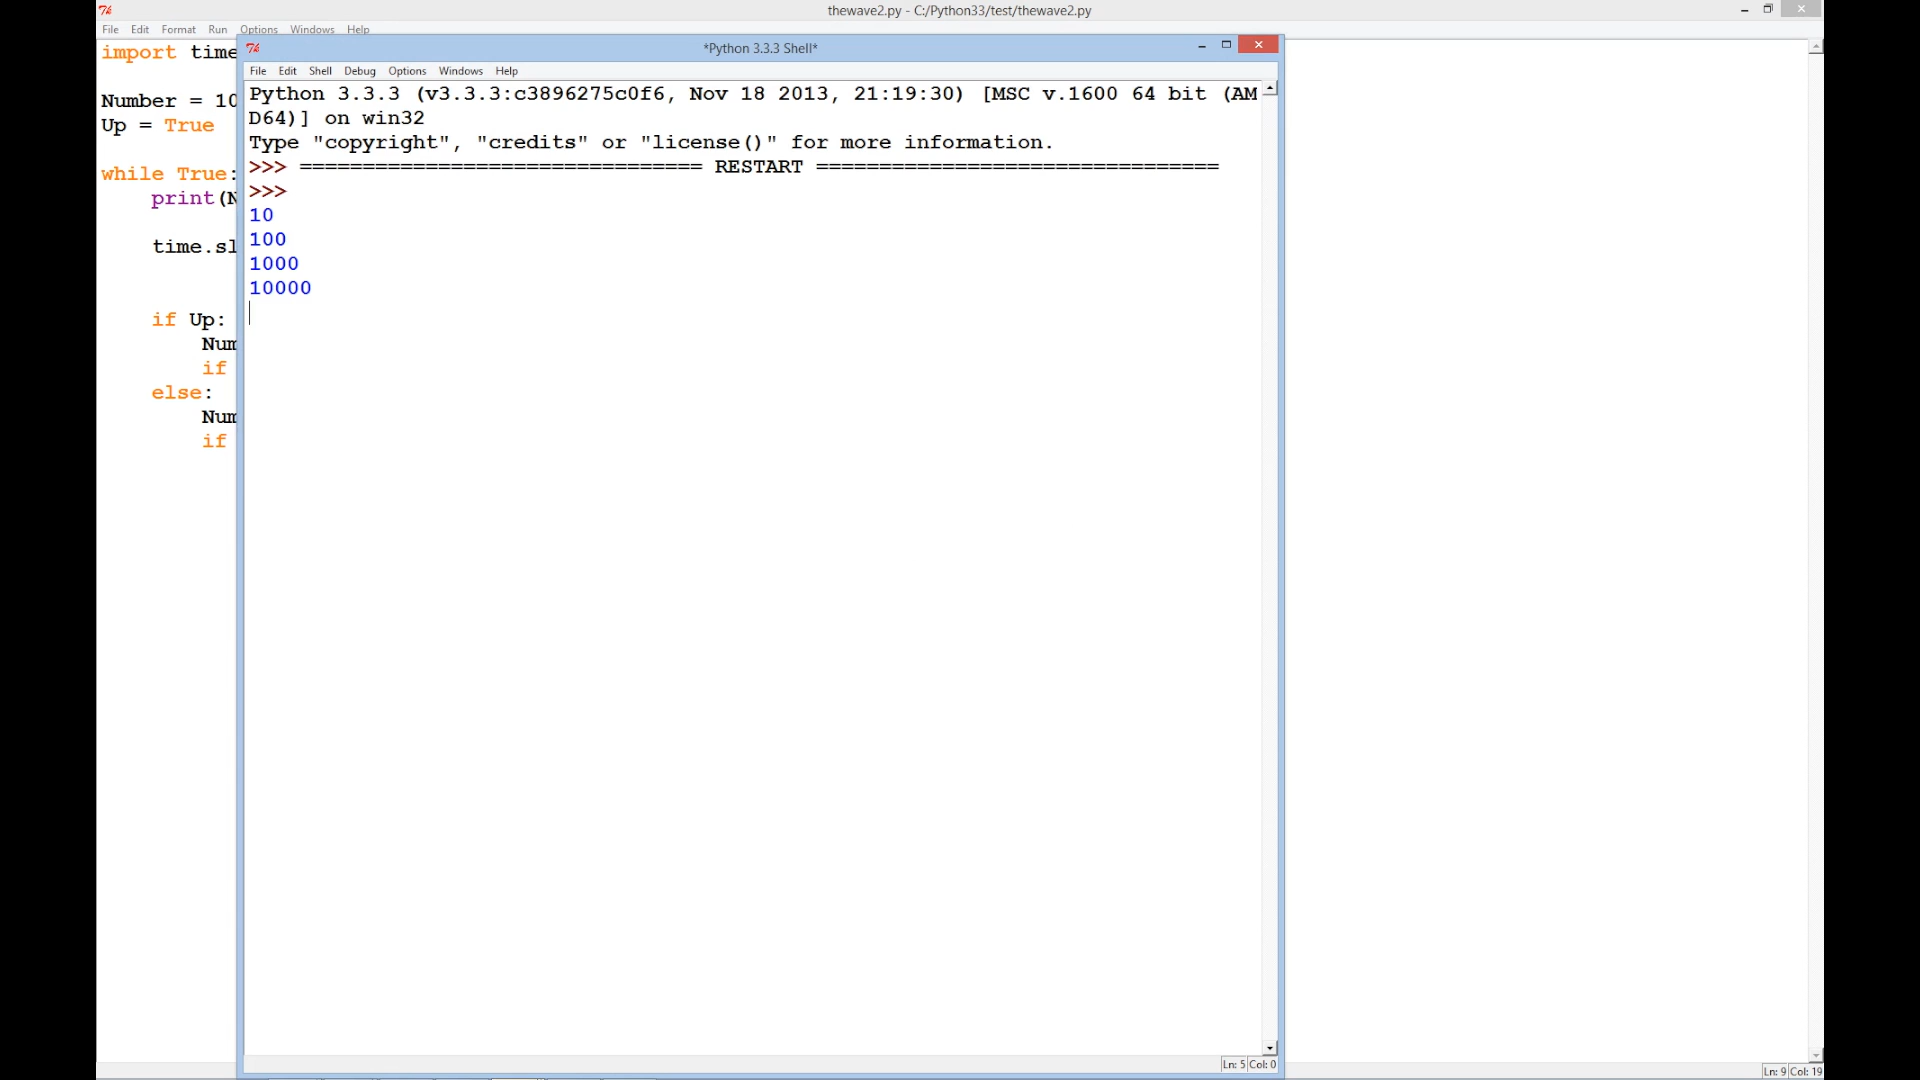 thewave2.py - C:/Python33/test/thewave2.py
File Edit Format Run Options Windows Help
import time
Number = 10
Up = True
while True:
print(N
time.sl
if Up:
Num
if
else:
Num
if
*Python 3.3.3 Shell*
File Edit Shell Debug Options Windows Help
Python 3.3.3 (v3.3.3:c3896275c0f6, Nov 18 2013, 21:19:30) [MSC v.1600 64 bit (AM
D64)] on win32
Type "copyright", "credits" or "license()" for more information.
>>> ================================ RESTART ================================
>>>
10
100
1000
10000
Ln: 5 Col: 0
Ln: 9 Col: 19